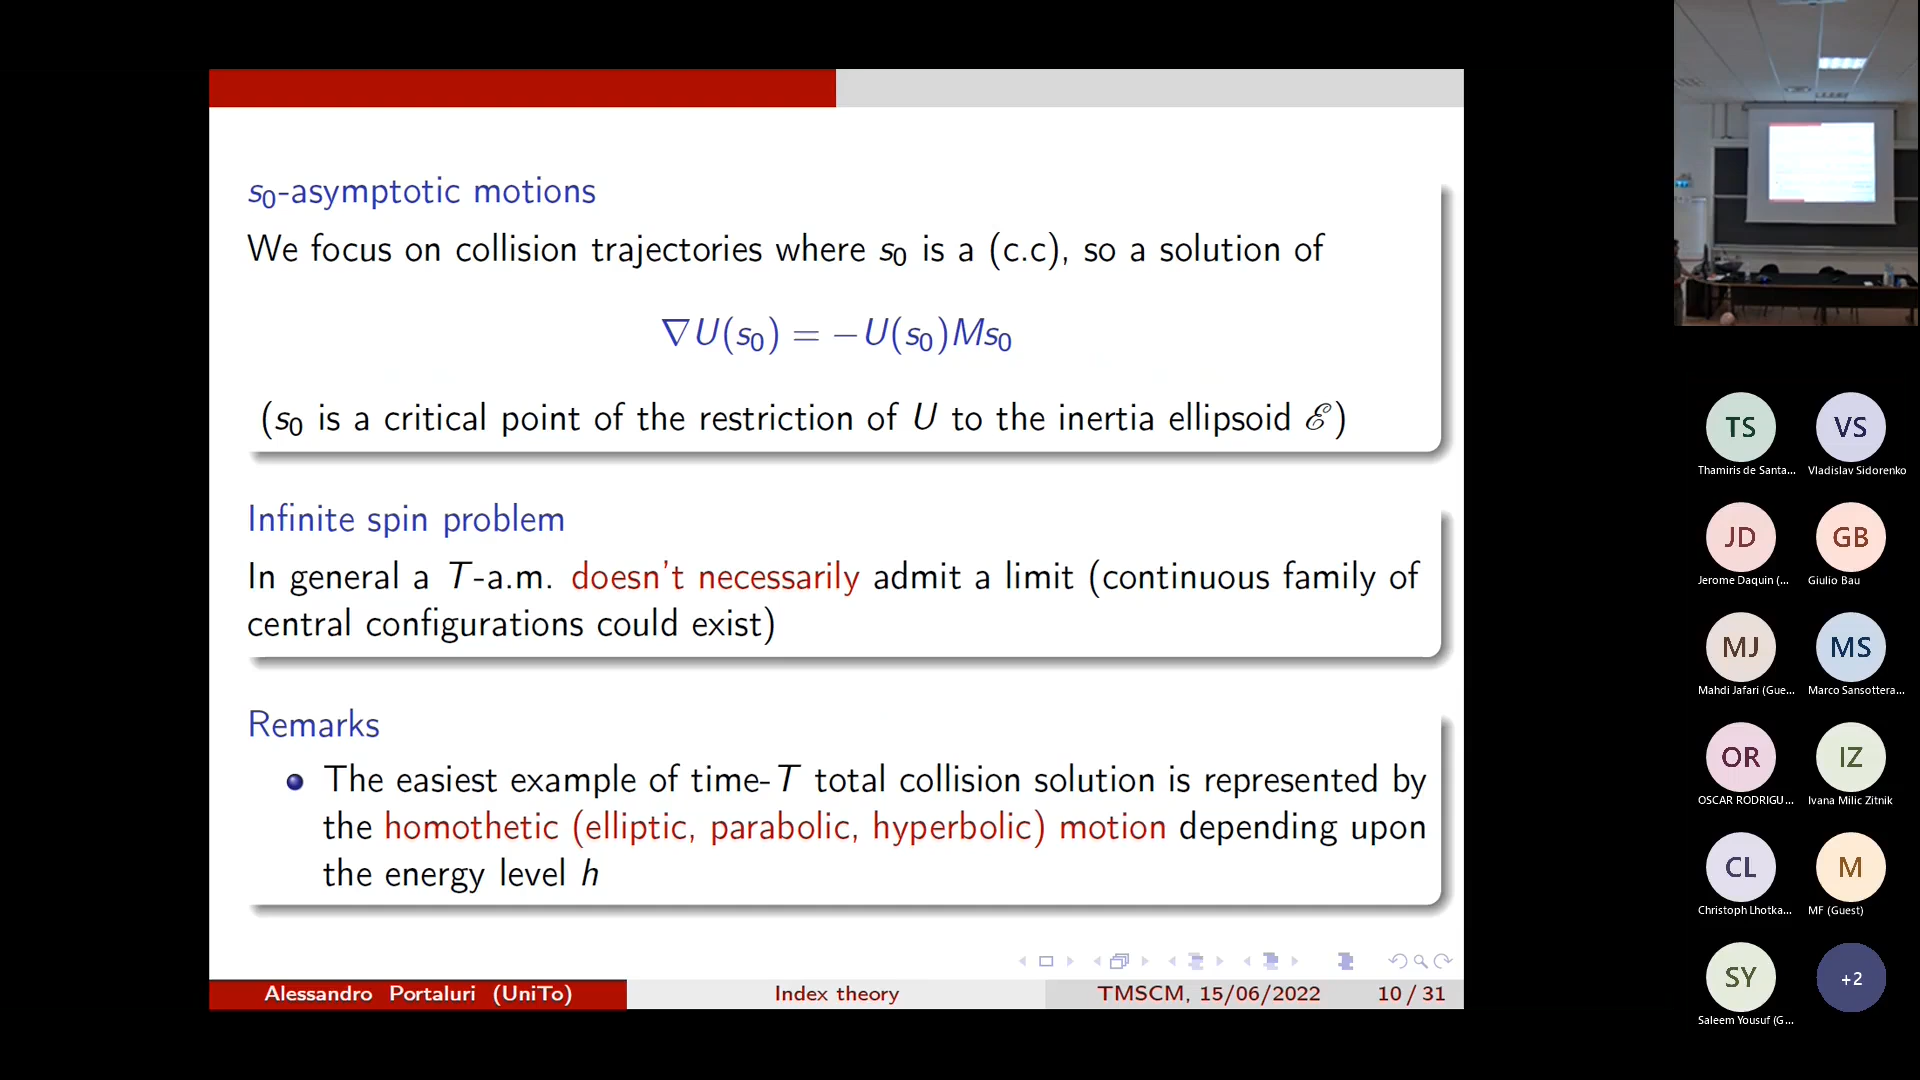 s₀-asymptotic motions
We focus on collision trajectories where s₀ is a (c.c), so a solution of
∇U(s₀) = −U(s₀)Ms₀
(s₀ is a critical point of the restriction of U to the inertia ellipsoid ℰ)
Infinite spin problem
In general a T-a.m. doesn't necessarily admit a limit (continuous family of
central configurations could exist)
Remarks
The easiest example of time-T total collision solution is represented by
the homothetic (elliptic, parabolic, hyperbolic) motion depending upon
the energy level h
Alessandro Portaluri (UniTo) Index theory TMSCM, 15/06/2022 10 / 31
TS VS
Thamiris de Santa... Vladislav Sidorenko
JD GB
Jerome Daquin (... Giulio Bau
MJ MS
Mahdi Jafari (Gue... Marco Sansottera...
OR IZ
OSCAR RODRIGU... Ivana Milic Zitnik
CL M
Christoph Lhotka... MF (Guest)
SY +2
Saleem Yousuf (G...